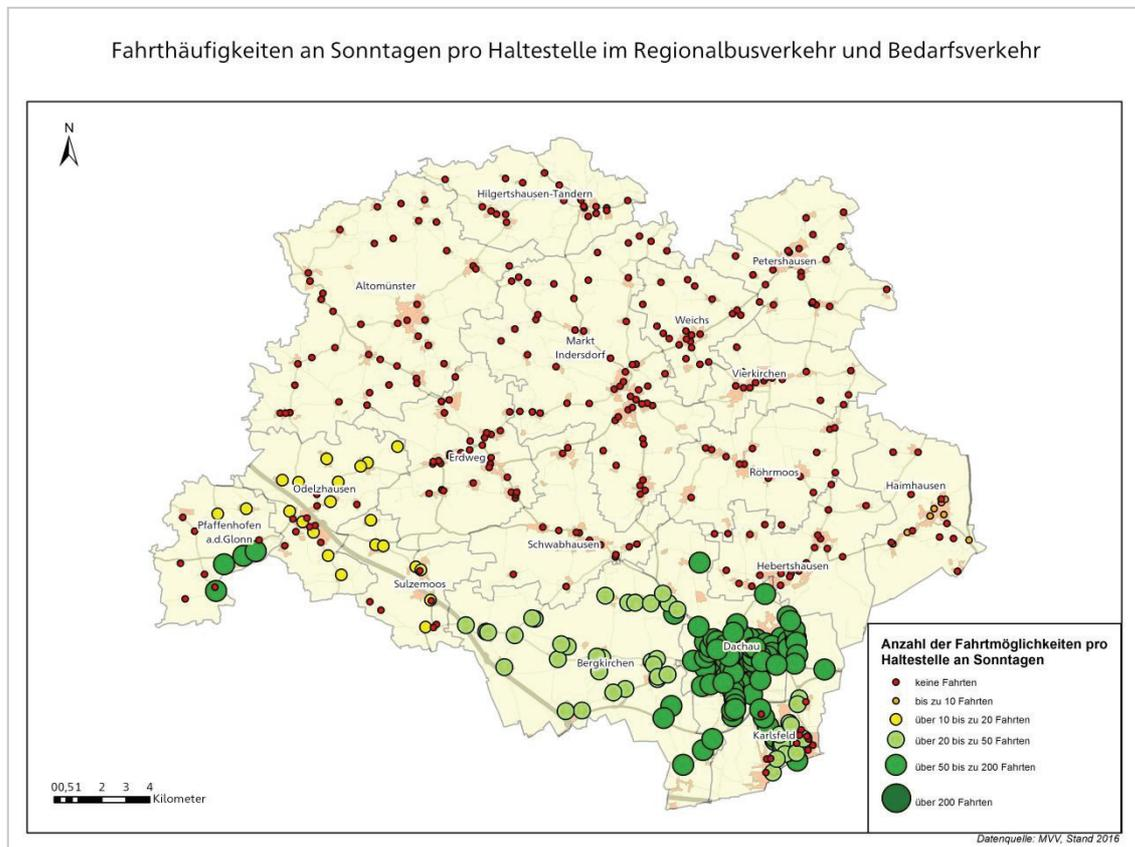 Fahrthäufigkeiten an Sonntagen pro Haltestelle im Regionalbusverkehr und Bedarfsverkehr
N
Hilgertshausen-Tandern
Petershausen
Altomünster
Weichs
Markt
Indersdorf
Vierkirchen
Erdweg
Röhrmoos
Odelzhausen
Haimhausen
Pfaffenhofen
a.d.Glonn
Schwabhausen
Hebertshausen
Sulzemoos
Dachau
Bergkirchen
Karlsfeld
Anzahl der Fahrtmöglichkeiten pro
Haltestelle an Sonntagen
keine Fahrten
bis zu 10 Fahrten
über 10 bis zu 20 Fahrten
über 20 bis zu 50 Fahrten
über 50 bis zu 200 Fahrten
über 200 Fahrten
00,51 2 3 4
Kilometer
Datenquelle: MVV, Stand 2016